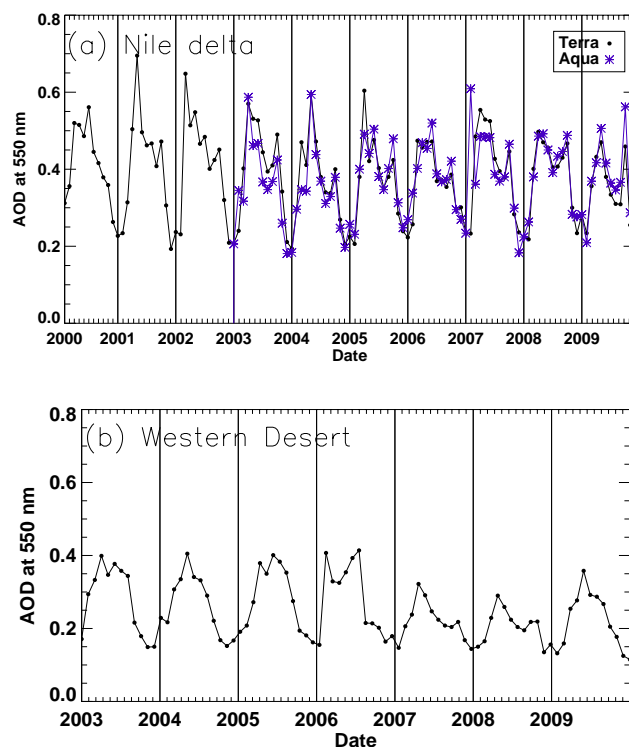 (a) Nile delta
Terra
Aqua
AOD at 550 nm
0.8
0.6
0.4
0.2
0.0
2000 2001 2002 2003 2004 2005 2006 2007 2008 2009
Date
(b) Western Desert
AOD at 550 nm
0.8
0.6
0.4
0.2
0.0
2003 2004 2005 2006 2007 2008 2009
Date